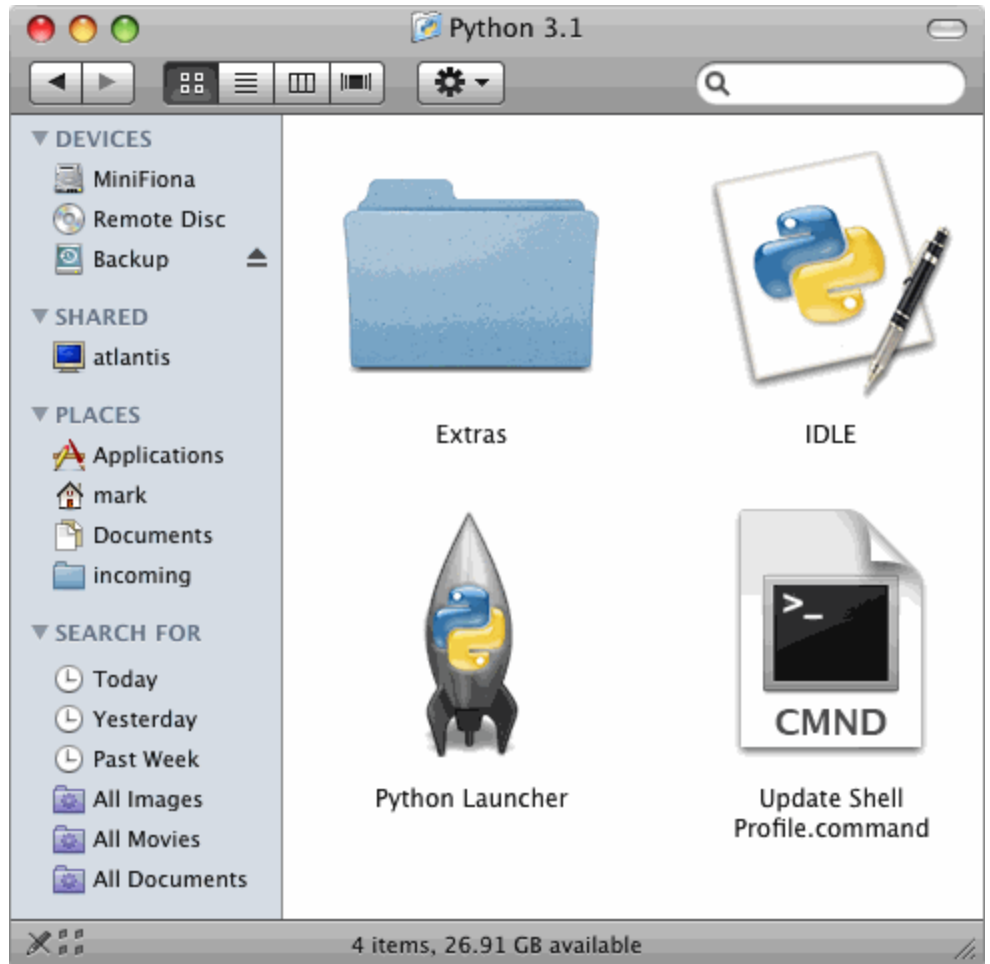 Python 3.1
DEVICES
MiniFiona
Remote Disc
Backup
SHARED
atlantis
PLACES
Applications
mark
Documents
incoming
SEARCH FOR
Today
Yesterday
Past Week
All Images
All Movies
All Documents
Extras
IDLE
Python Launcher
>_
CMND
Update Shell
Profile.command
4 items, 26.91 GB available